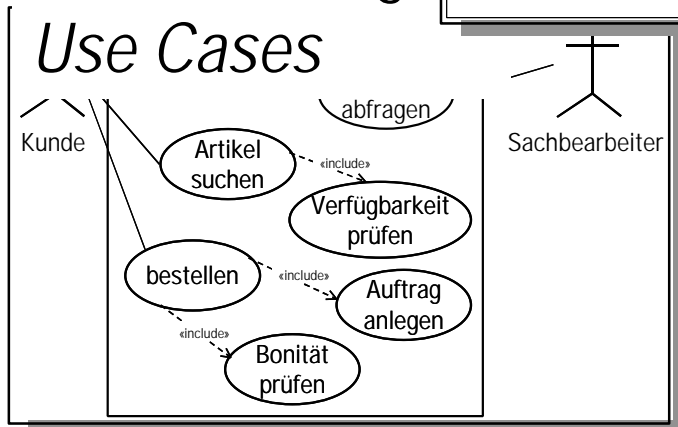 Use Cases
abfragen
Kunde
Sachbearbeiter
Artikel
suchen
«include»
Verfügbarkeit
prüfen
bestellen
«include»
Auftrag
anlegen
«include»
Bonität
prüfen